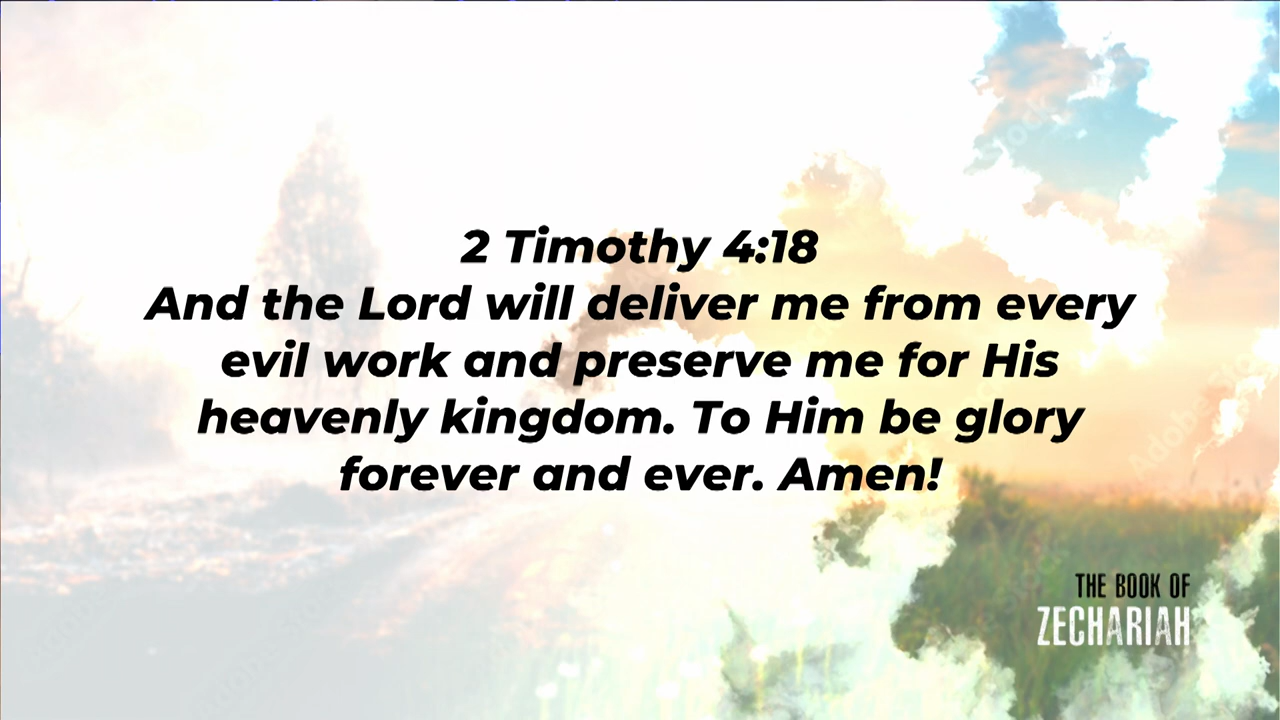 2 Timothy 4:18
And the Lord will deliver me from every
evil work and preserve me for His
heavenly kingdom. To Him be glory
forever and ever. Amen!
THE BOOK OF
ZECHARIAH